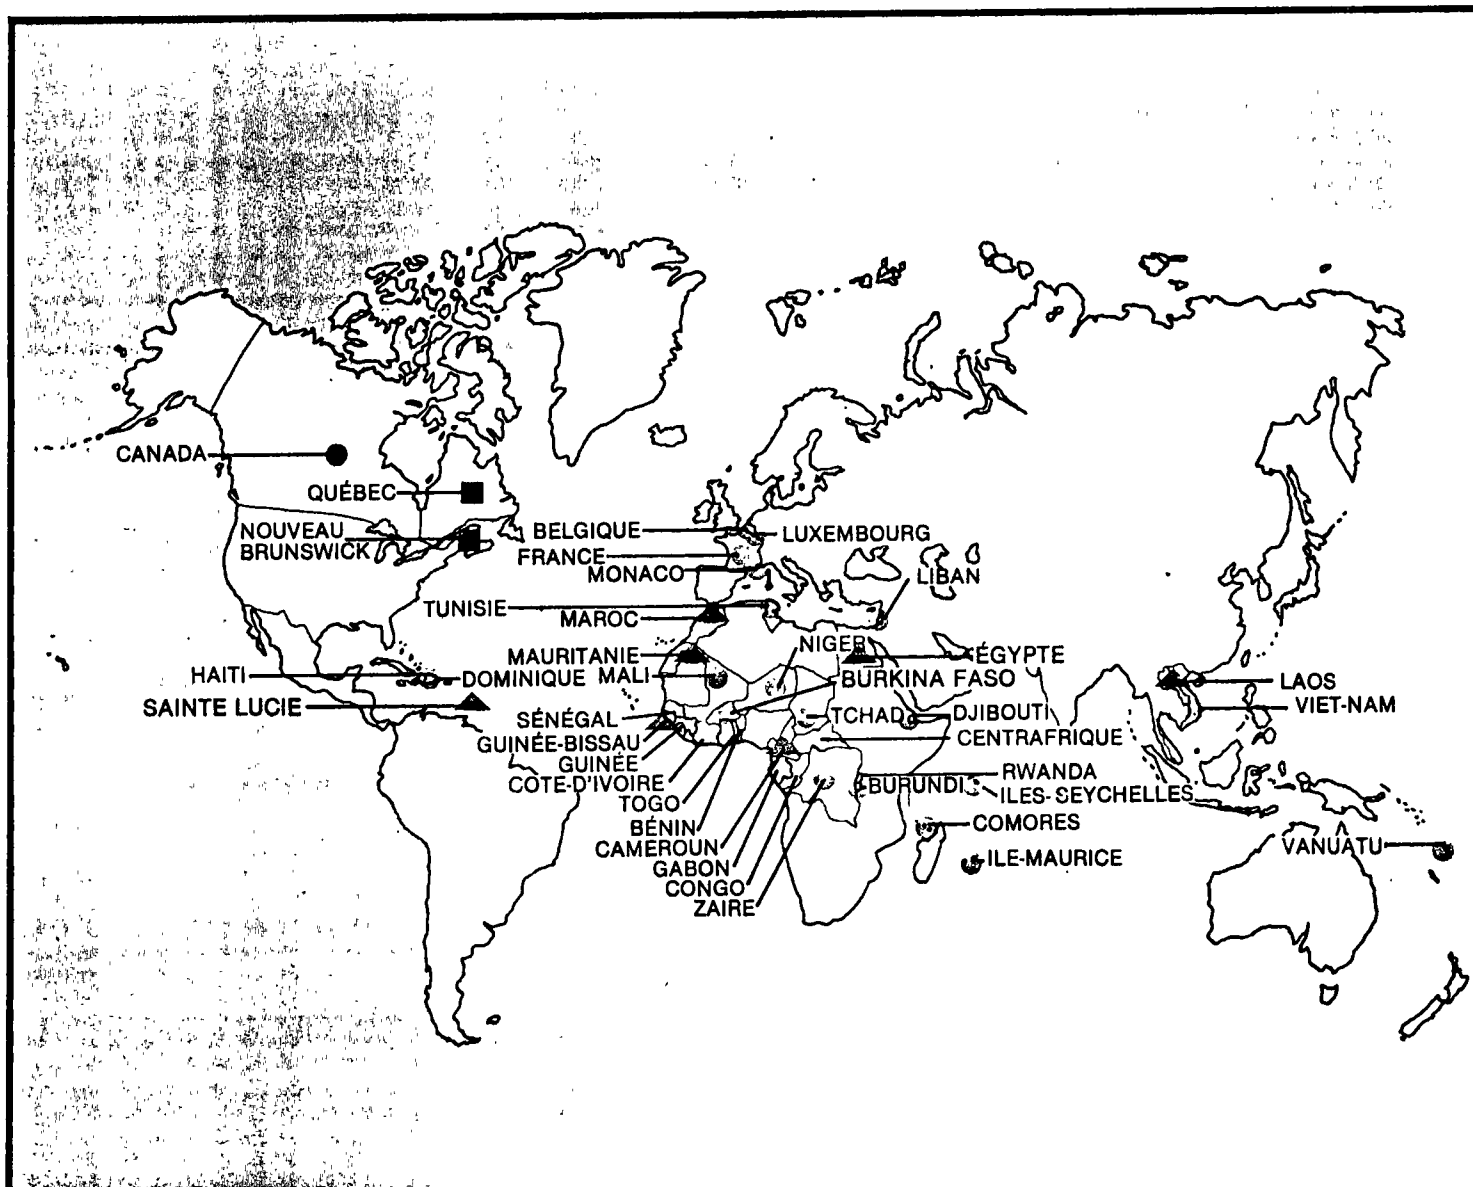 CANADA
QUÉBEC
NOUVEAU
BRUNSWICK
BELGIQUE
LUXEMBOURG
FRANCE
MONACO
LIBAN
TUNISIE
MAROC
NIGER
MAURITANIE
ÉGYPTE
HAITI
DOMINIQUE
MALI
BURKINA FASO
LAOS
SAINTE LUCIE
VIET-NAM
SÉNÉGAL
TCHAD
DJIBOUTI
GUINÉE-BISSAU
CENTRAFRIQUE
GUINÉE
RWANDA
CÔTE-D'IVOIRE
BURUNDI
ILES-SEYCHELLES
TOGO
BÉNIN
COMORES
CAMEROUN
VANUATU
GABON
ILE-MAURICE
CONGO
ZAIRE